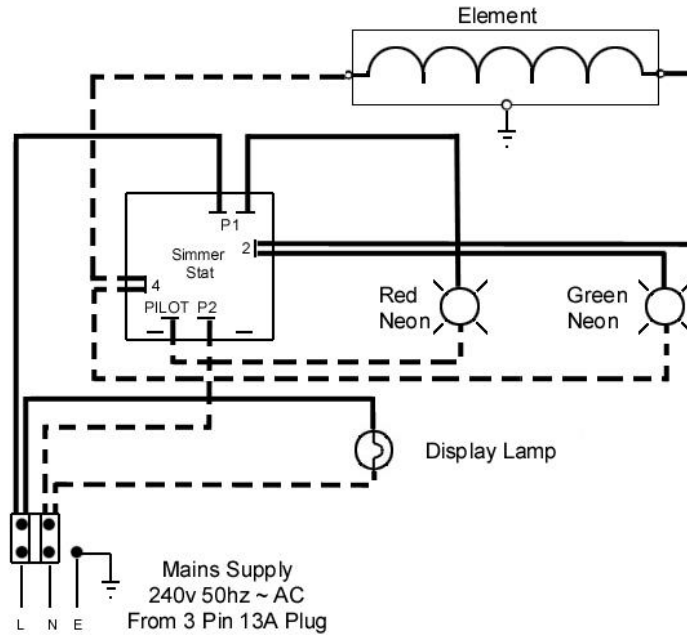 Element
P1
2
Simmer
Stat
4
PILOT P2
Red
Neon
Green
Neon
Display Lamp
Mains Supply
240v 50hz ~ AC
From 3 Pin 13A Plug
L N E